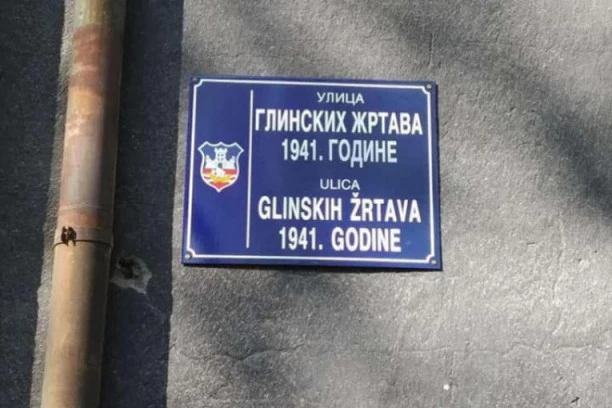 УЛИЦА
ГЛИНСКИХ ЖРТАВА
1941. ГОДИНЕ
ULICA
GLINSKIH ŽRTAVA
1941. GODINE